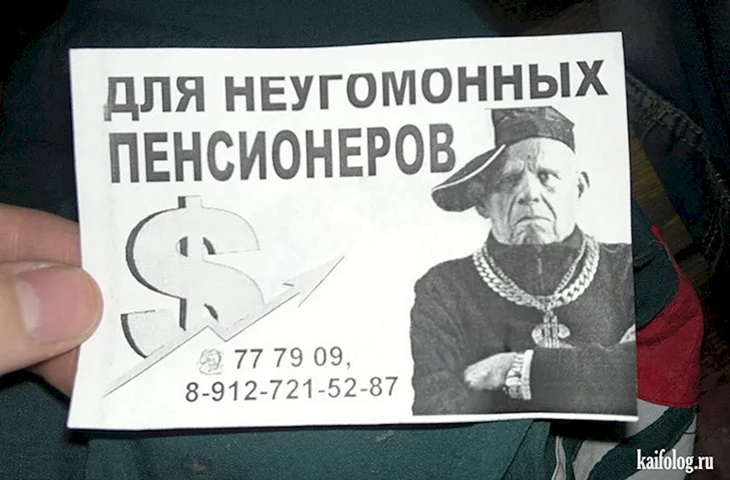 ДЛЯ НЕУГОМОННЫХ
ПЕНСИОНЕРОВ
77 79 09,
8-912-721-52-87
kaifolog.ru